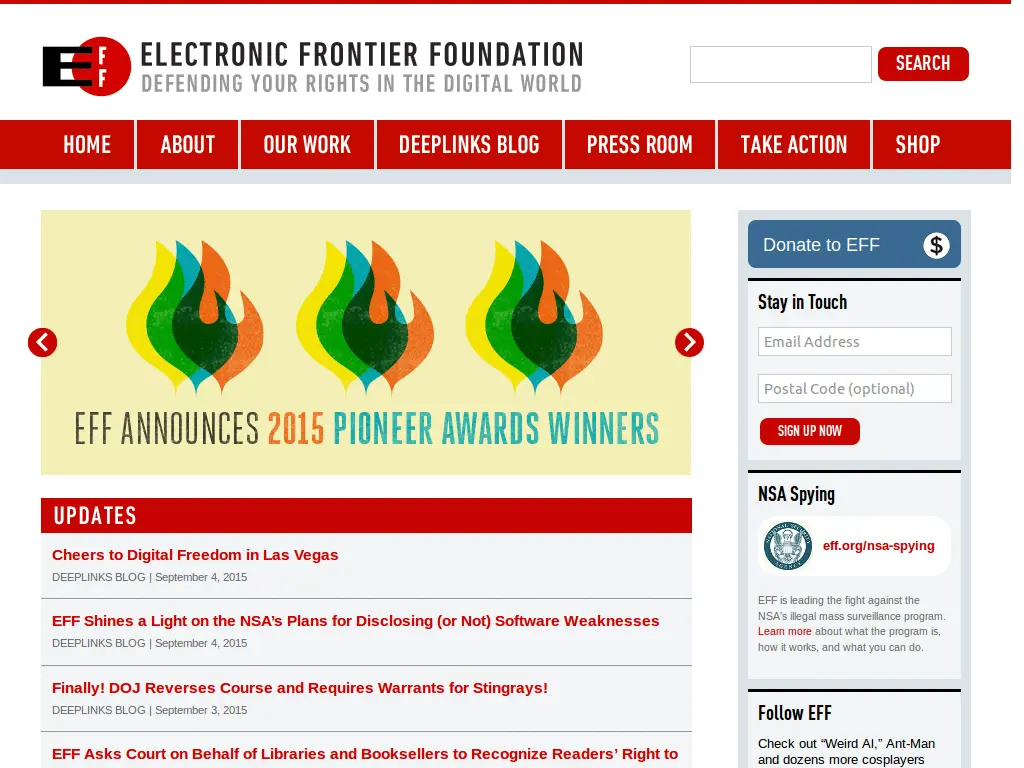 E F F
ELECTRONIC FRONTIER FOUNDATION
DEFENDING YOUR RIGHTS IN THE DIGITAL WORLD
SEARCH
HOME ABOUT OUR WORK DEEPLINKS BLOG PRESS ROOM TAKE ACTION SHOP
EFF ANNOUNCES 2015 PIONEER AWARDS WINNERS
UPDATES
Cheers to Digital Freedom in Las Vegas
DEEPLINKS BLOG | September 4, 2015
EFF Shines a Light on the NSA’s Plans for Disclosing (or Not) Software Weaknesses
DEEPLINKS BLOG | September 4, 2015
Finally! DOJ Reverses Course and Requires Warrants for Stingrays!
DEEPLINKS BLOG | September 3, 2015
EFF Asks Court on Behalf of Libraries and Booksellers to Recognize Readers’ Right to
Donate to EFF $
Stay in Touch
Email Address
Postal Code (optional)
SIGN UP NOW
NSA Spying
eff.org/nsa-spying
EFF is leading the fight against the
NSA's illegal mass surveillance program.
Learn more about what the program is,
how it works, and what you can do.
Follow EFF
Check out “Weird Al,” Ant-Man
and dozens more cosplayers